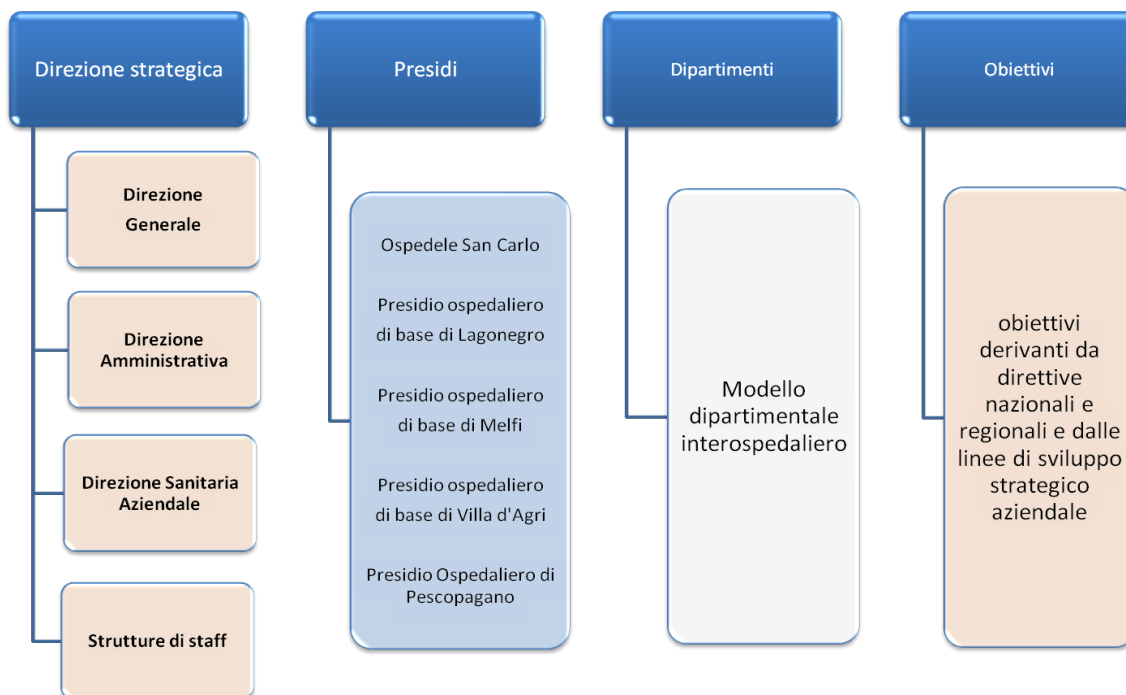 Direzione strategica
Direzione
Generale
Direzione
Amministrativa
Direzione Sanitaria
Aziendale
Strutture di staff
Presidi
Ospedele San Carlo
Presidio ospedaliero
di base di Lagonegro
Presidio ospedaliero
di base di Melfi
Presidio ospedaliero
di base di Villa d'Agri
Presidio Ospedaliero di
Pescopagano
Dipartimenti
Modello
dipartimentale
interospedaliero
Obiettivi
obiettivi
derivanti da
direttive
nazionali e
regionali e dalle
linee di sviluppo
strategico
aziendale